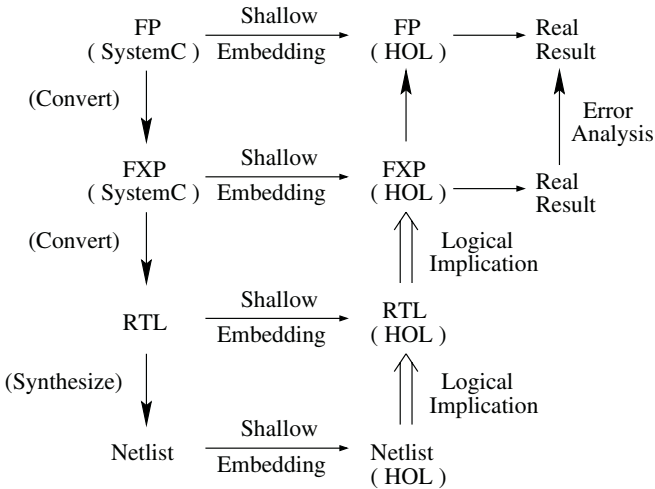 FP
( SystemC )
Shallow
Embedding
FP
(HOL)
Real
Result
(Convert)
Error
Analysis
FXP
( SystemC )
Shallow
Embedding
FXP
(HOL)
Real
Result
(Convert)
Logical
Implication
RTL
Shallow
Embedding
RTL
( HOL )
(Synthesize)
Logical
Implication
Netlist
Shallow
Embedding
Netlist
( HOL )